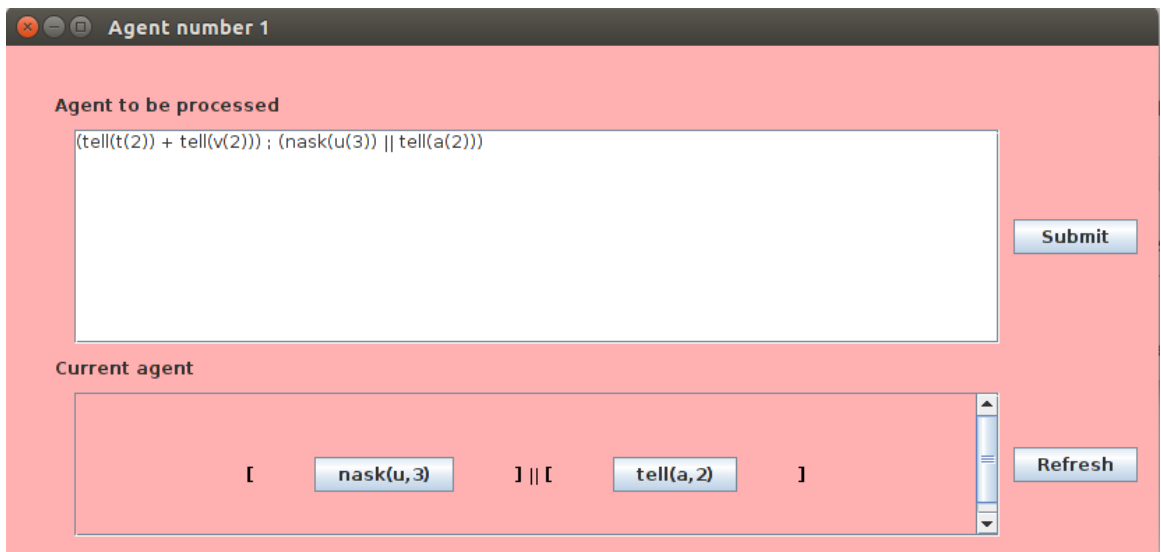 Agent number 1
Agent to be processed
(tell(t(2)) + tell(v(2))) ; (nask(u(3)) || tell(a(2)))
Submit
Current agent
[ nask(u,3) ] || [ tell(a,2) ]
Refresh